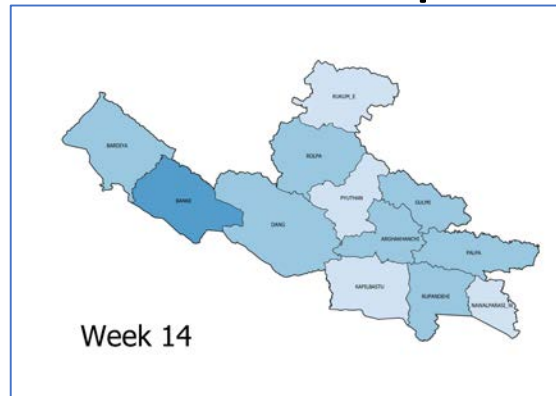 RUKUM_E
ROLPA
BARDIYA
BANKE
PYUTHAN
GULMI
DANG
ARGHAKHANCHI
PALPA
KAPILBASTU
RUPANDEHI
NAWALPARASI_W
Week 14